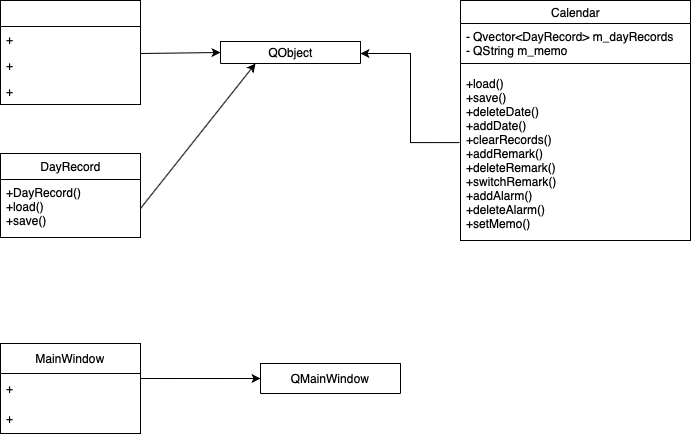 +
+
+
QObject
Calendar
- Qvector<DayRecord> m_dayRecords
- QString m_memo
+load()
+save()
+deleteDate()
+addDate()
+clearRecords()
+addRemark()
+deleteRemark()
+switchRemark()
+addAlarm()
+deleteAlarm()
+setMemo()
DayRecord
+DayRecord()
+load()
+save()
MainWindow
+
+
QMainWindow